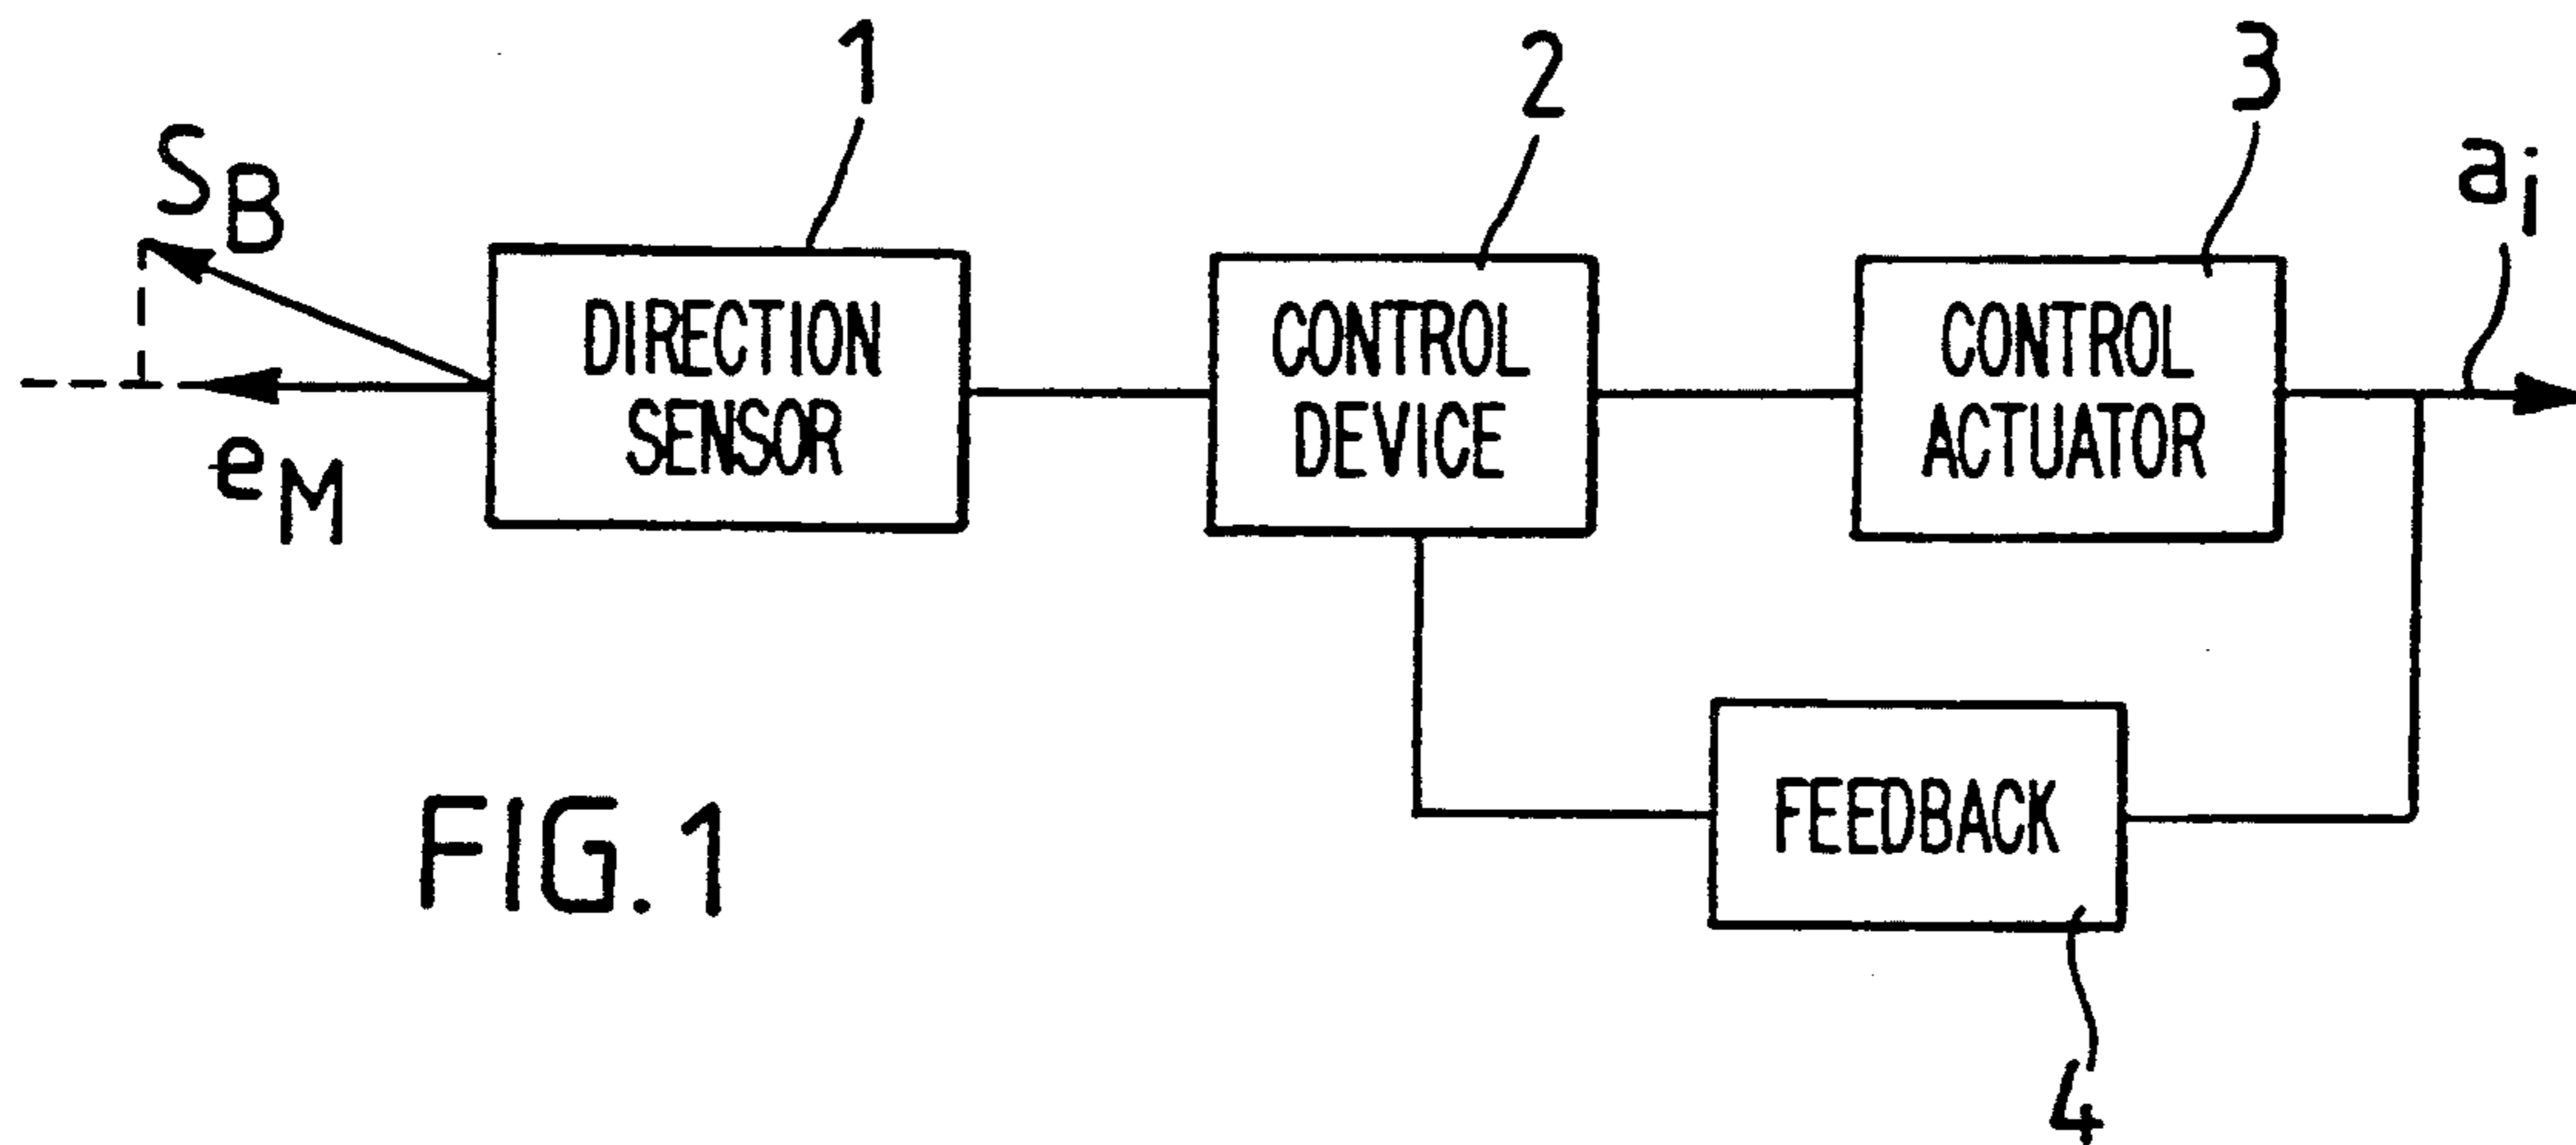 1
2
3
S_B
a_i
DIRECTION
SENSOR
CONTROL
DEVICE
CONTROL
ACTUATOR
e_M
FEEDBACK
FIG.1
4